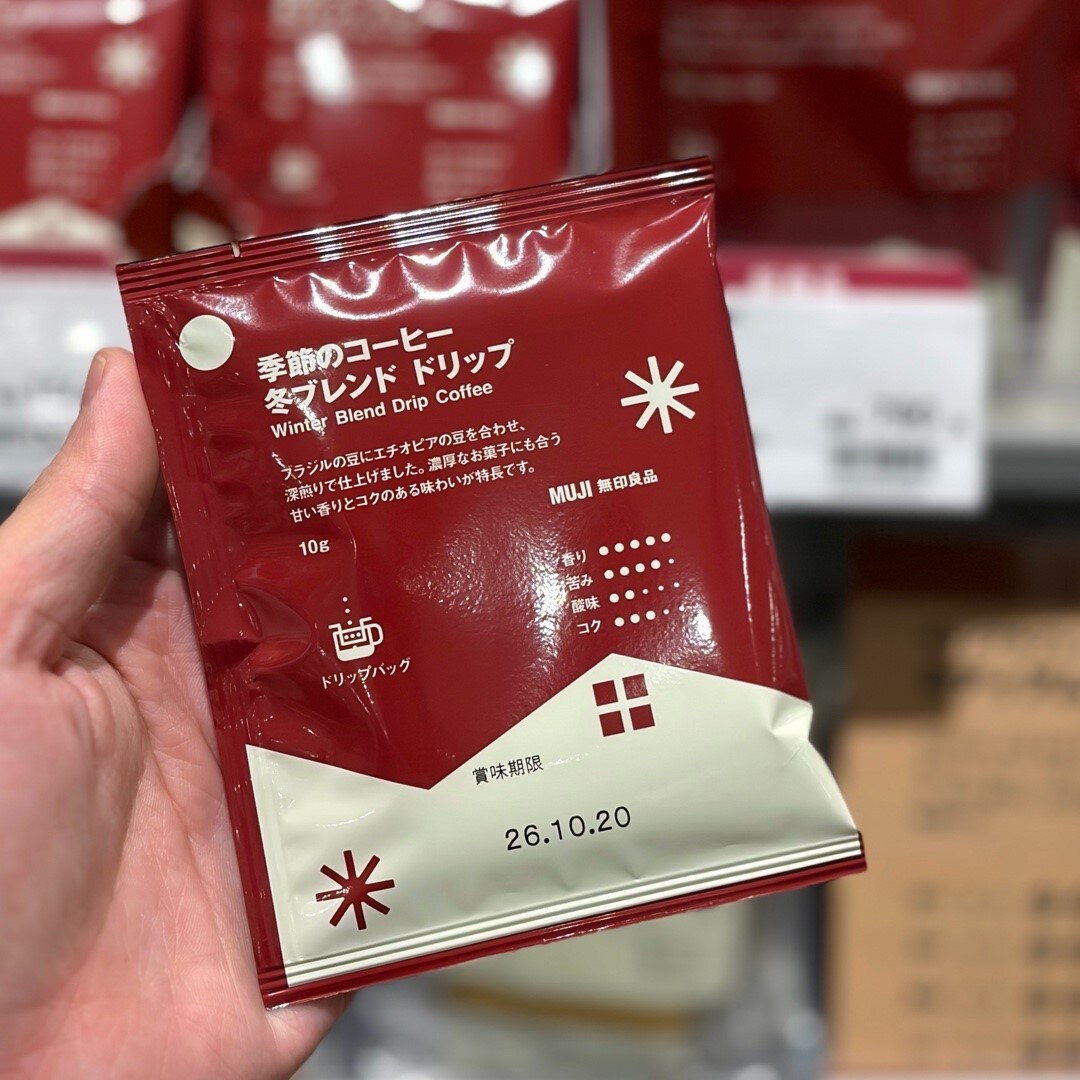 季節のコーヒー
冬ブレンド ドリップ
Winter Blend Drip Coffee
ブラジルの豆にエチオピアの豆を合わせ、
深煎りで仕上げました。濃厚なお菓子にも合う
甘い香りとコクのある味わいが特長です。
10g
MUJI 無印良品
香り ●●●●●
苦み ●●●●•
酸味 ●●•••
コク ●●●••
ドリップバッグ
賞味期限
26.10.20